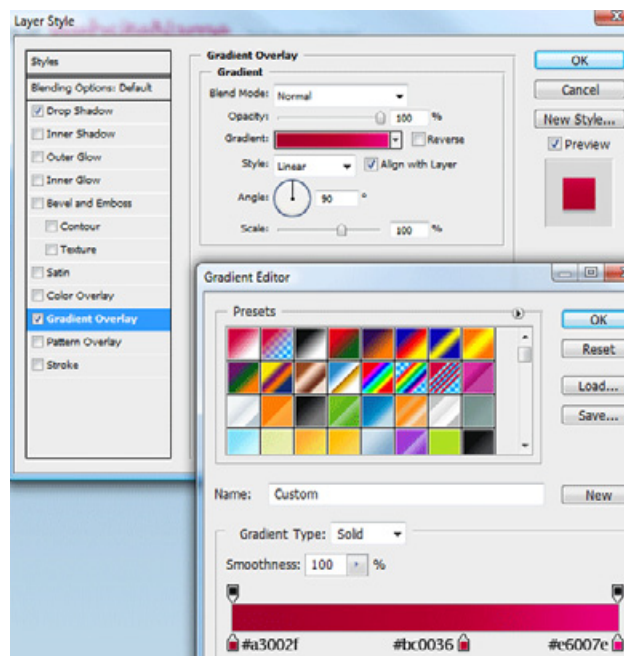 Layer Style
Styles
Blending Options: Default
Drop Shadow
Inner Shadow
Outer Glow
Inner Glow
Bevel and Emboss
Contour
Texture
Satin
Color Overlay
Gradient Overlay
Pattern Overlay
Stroke
Gradient Overlay
Gradient
Blend Mode: Normal
Opacity: 100 %
Gradient: Reverse
Style: Linear Align with Layer
Angle: 90 °
Scale: 100 %
OK
Cancel
New Style...
Preview
Gradient Editor
Presets
OK
Reset
Load...
Save...
Name: Custom New
Gradient Type: Solid
Smoothness: 100 %
#a3002f #bc0036 #e6007e